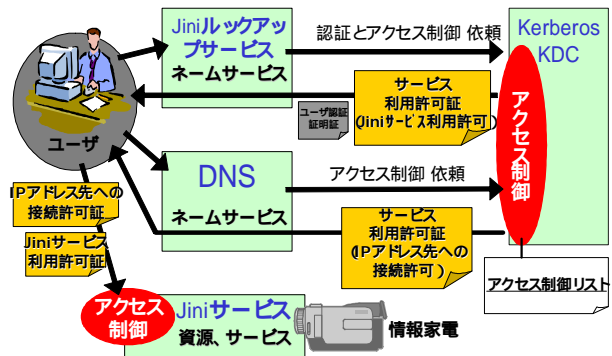 Jiniルックアッ
プサービス
ネームサービス
認証とアクセス制御 依頼
Kerberos
KDC
サービス
利用許可証
(Jiniサービス利用許可)
ユーザ認証
証明証
アクセス制御
ユーザ
DNS
ネームサービス
アクセス制御 依頼
IPアドレス先への
接続許可証
Jiniサービス
利用許可証
サービス
利用許可証
(IPアドレス先への
接続許可)
アクセス制御リスト
アクセス
制御
Jiniサービス
資源、サービス
情報家電